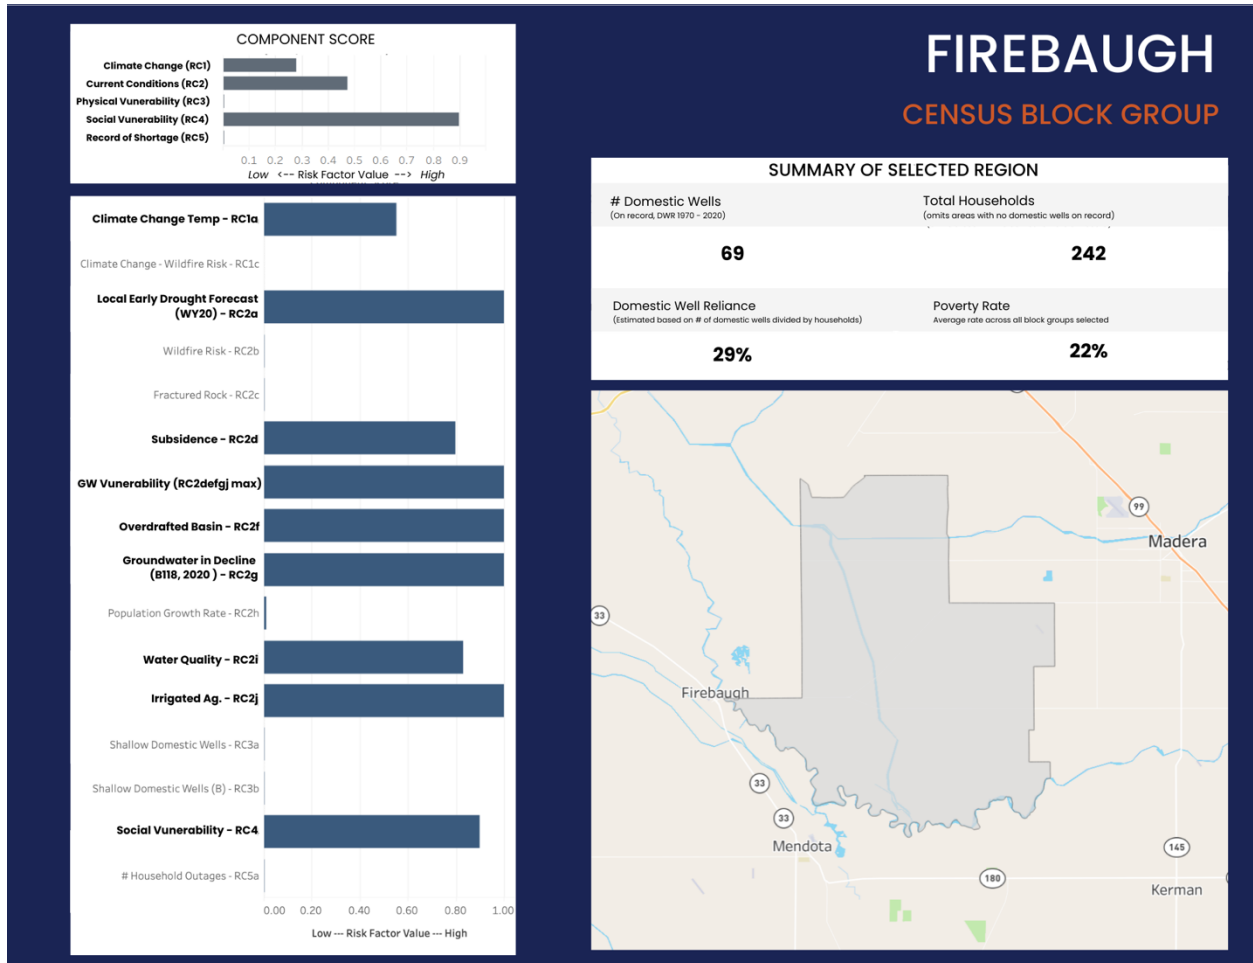 FIREBAUGH
CENSUS BLOCK GROUP
COMPONENT SCORE
Climate Change (RC1)
Current Conditions (RC2)
Physical Vunerability (RC3)
Social Vunerability (RC4)
Record of Shortage (RC5)
0.1 0.2 0.3 0.4 0.5 0.6 0.7 0.8 0.9
Low <-- Risk Factor Value --> High
Climate Change Temp - RC1a
Climate Change - Wildfire Risk - RC1c
Local Early Drought Forecast
(WY20) - RC2a
Wildfire Risk - RC2b
Fractured Rock - RC2c
Subsidence - RC2d
GW Vunerability (RC2defgj max)
Overdrafted Basin - RC2f
Groundwater in Decline
(B118, 2020 ) - RC2g
Population Growth Rate - RC2h
Water Quality - RC2i
Irrigated Ag. - RC2j
Shallow Domestic Wells - RC3a
Shallow Domestic Wells (B) - RC3b
Social Vunerability - RC4
# Household Outages - RC5a
0.00 0.20 0.40 0.60 0.80 1.00
Low --- Risk Factor Value --- High
SUMMARY OF SELECTED REGION
# Domestic Wells
(On record, DWR 1970 - 2020)
69
Total Households
(omits areas with no domestic wells on record)
242
Domestic Well Reliance
(Estimated based on # of domestic wells divided by households)
29%
Poverty Rate
Average rate across all block groups selected
22%
99
Madera
33
Firebaugh
33
33
Mendota
145
180
Kerman